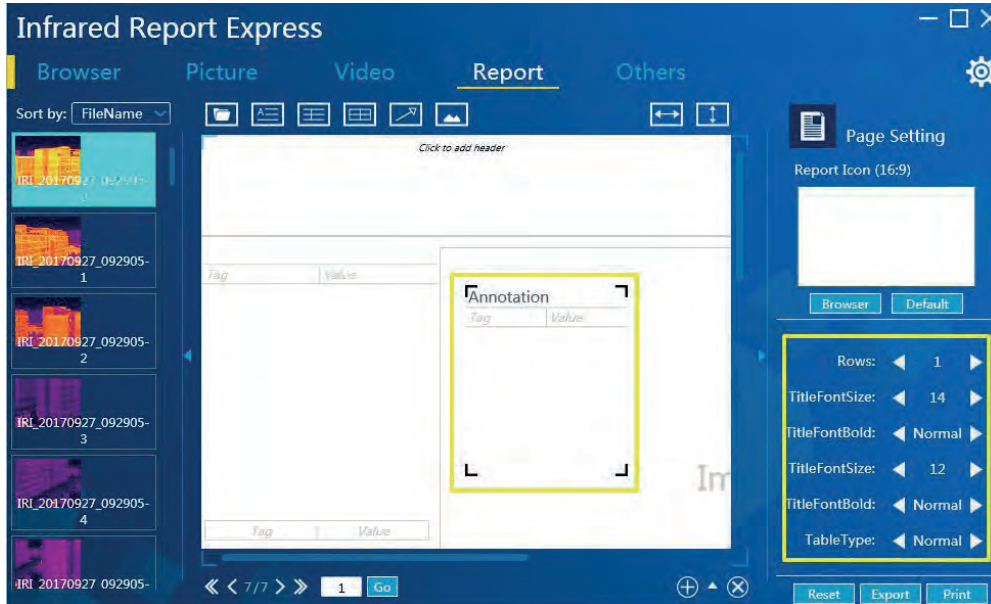 Infrared Report Express
Browser Picture Video Report Others
Sort by: FileName
IRI_20170927_092905-
0
IRI_20170927_092905-
1
IRI_20170927_092905-
2
IRI_20170927_092905-
3
IRI_20170927_092905-
4
IRI_20170927_092905-
Click to add header
Tag Value
Annotation
Tag Value
Im
Tag Value
7/7 1 Go
Page Setting
Report Icon (16:9)
Browser Default
Rows: 1
TitleFontSize: 14
TitleFontBold: Normal
TitleFontSize: 12
TitleFontBold: Normal
TableType: Normal
Reset Export Print